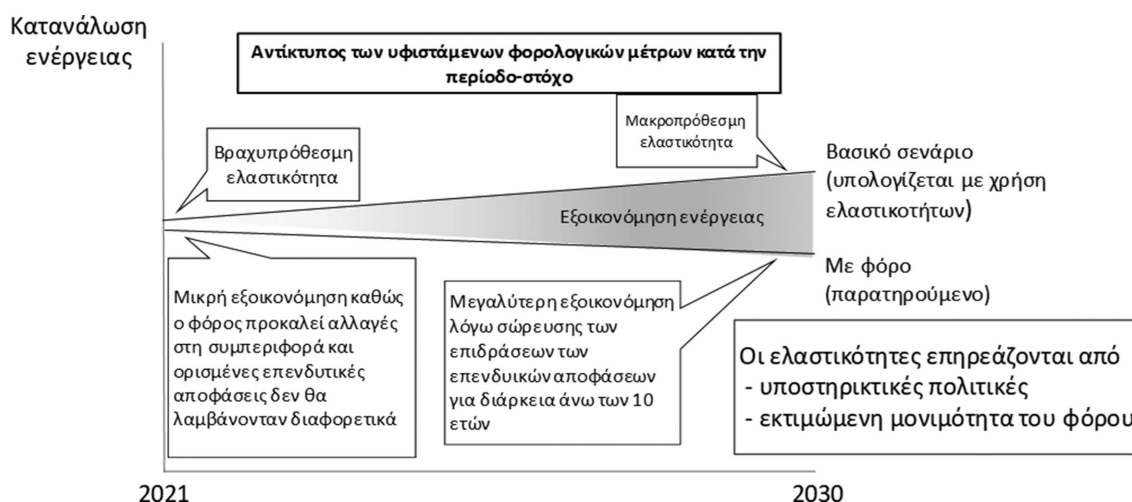 Κατανάλωση
ενέργειας
Αντίκτυπος των υφιστάμενων φορολογικών μέτρων κατά την
περίοδο-στόχο
Βραχυπρόθεσμη
ελαστικότητα
Μακροπρόθεσμη
ελαστικότητα
Βασικό σενάριο
(υπολογίζεται με χρήση
ελαστικοτήτων)
Εξοικονόμηση ενέργειας
Με φόρο
(παρατηρούμενο)
Μικρή εξοικονόμηση καθώς
ο φόρος προκαλεί αλλαγές
στη συμπεριφορά και
ορισμένες επενδυτικές
αποφάσεις δεν θα
λαμβάνονταν διαφορετικά
Μεγαλύτερη εξοικονόμηση
λόγω σώρευσης των
επιδράσεων των
επενδυικών αποφάσεων
για διάρκεια άνω των 10
ετών
Οι ελαστικότητες επηρεάζονται από
- υποστηρικτικές πολιτικές
- εκτιμώμενη μονιμότητα του φόρου
2021
2030